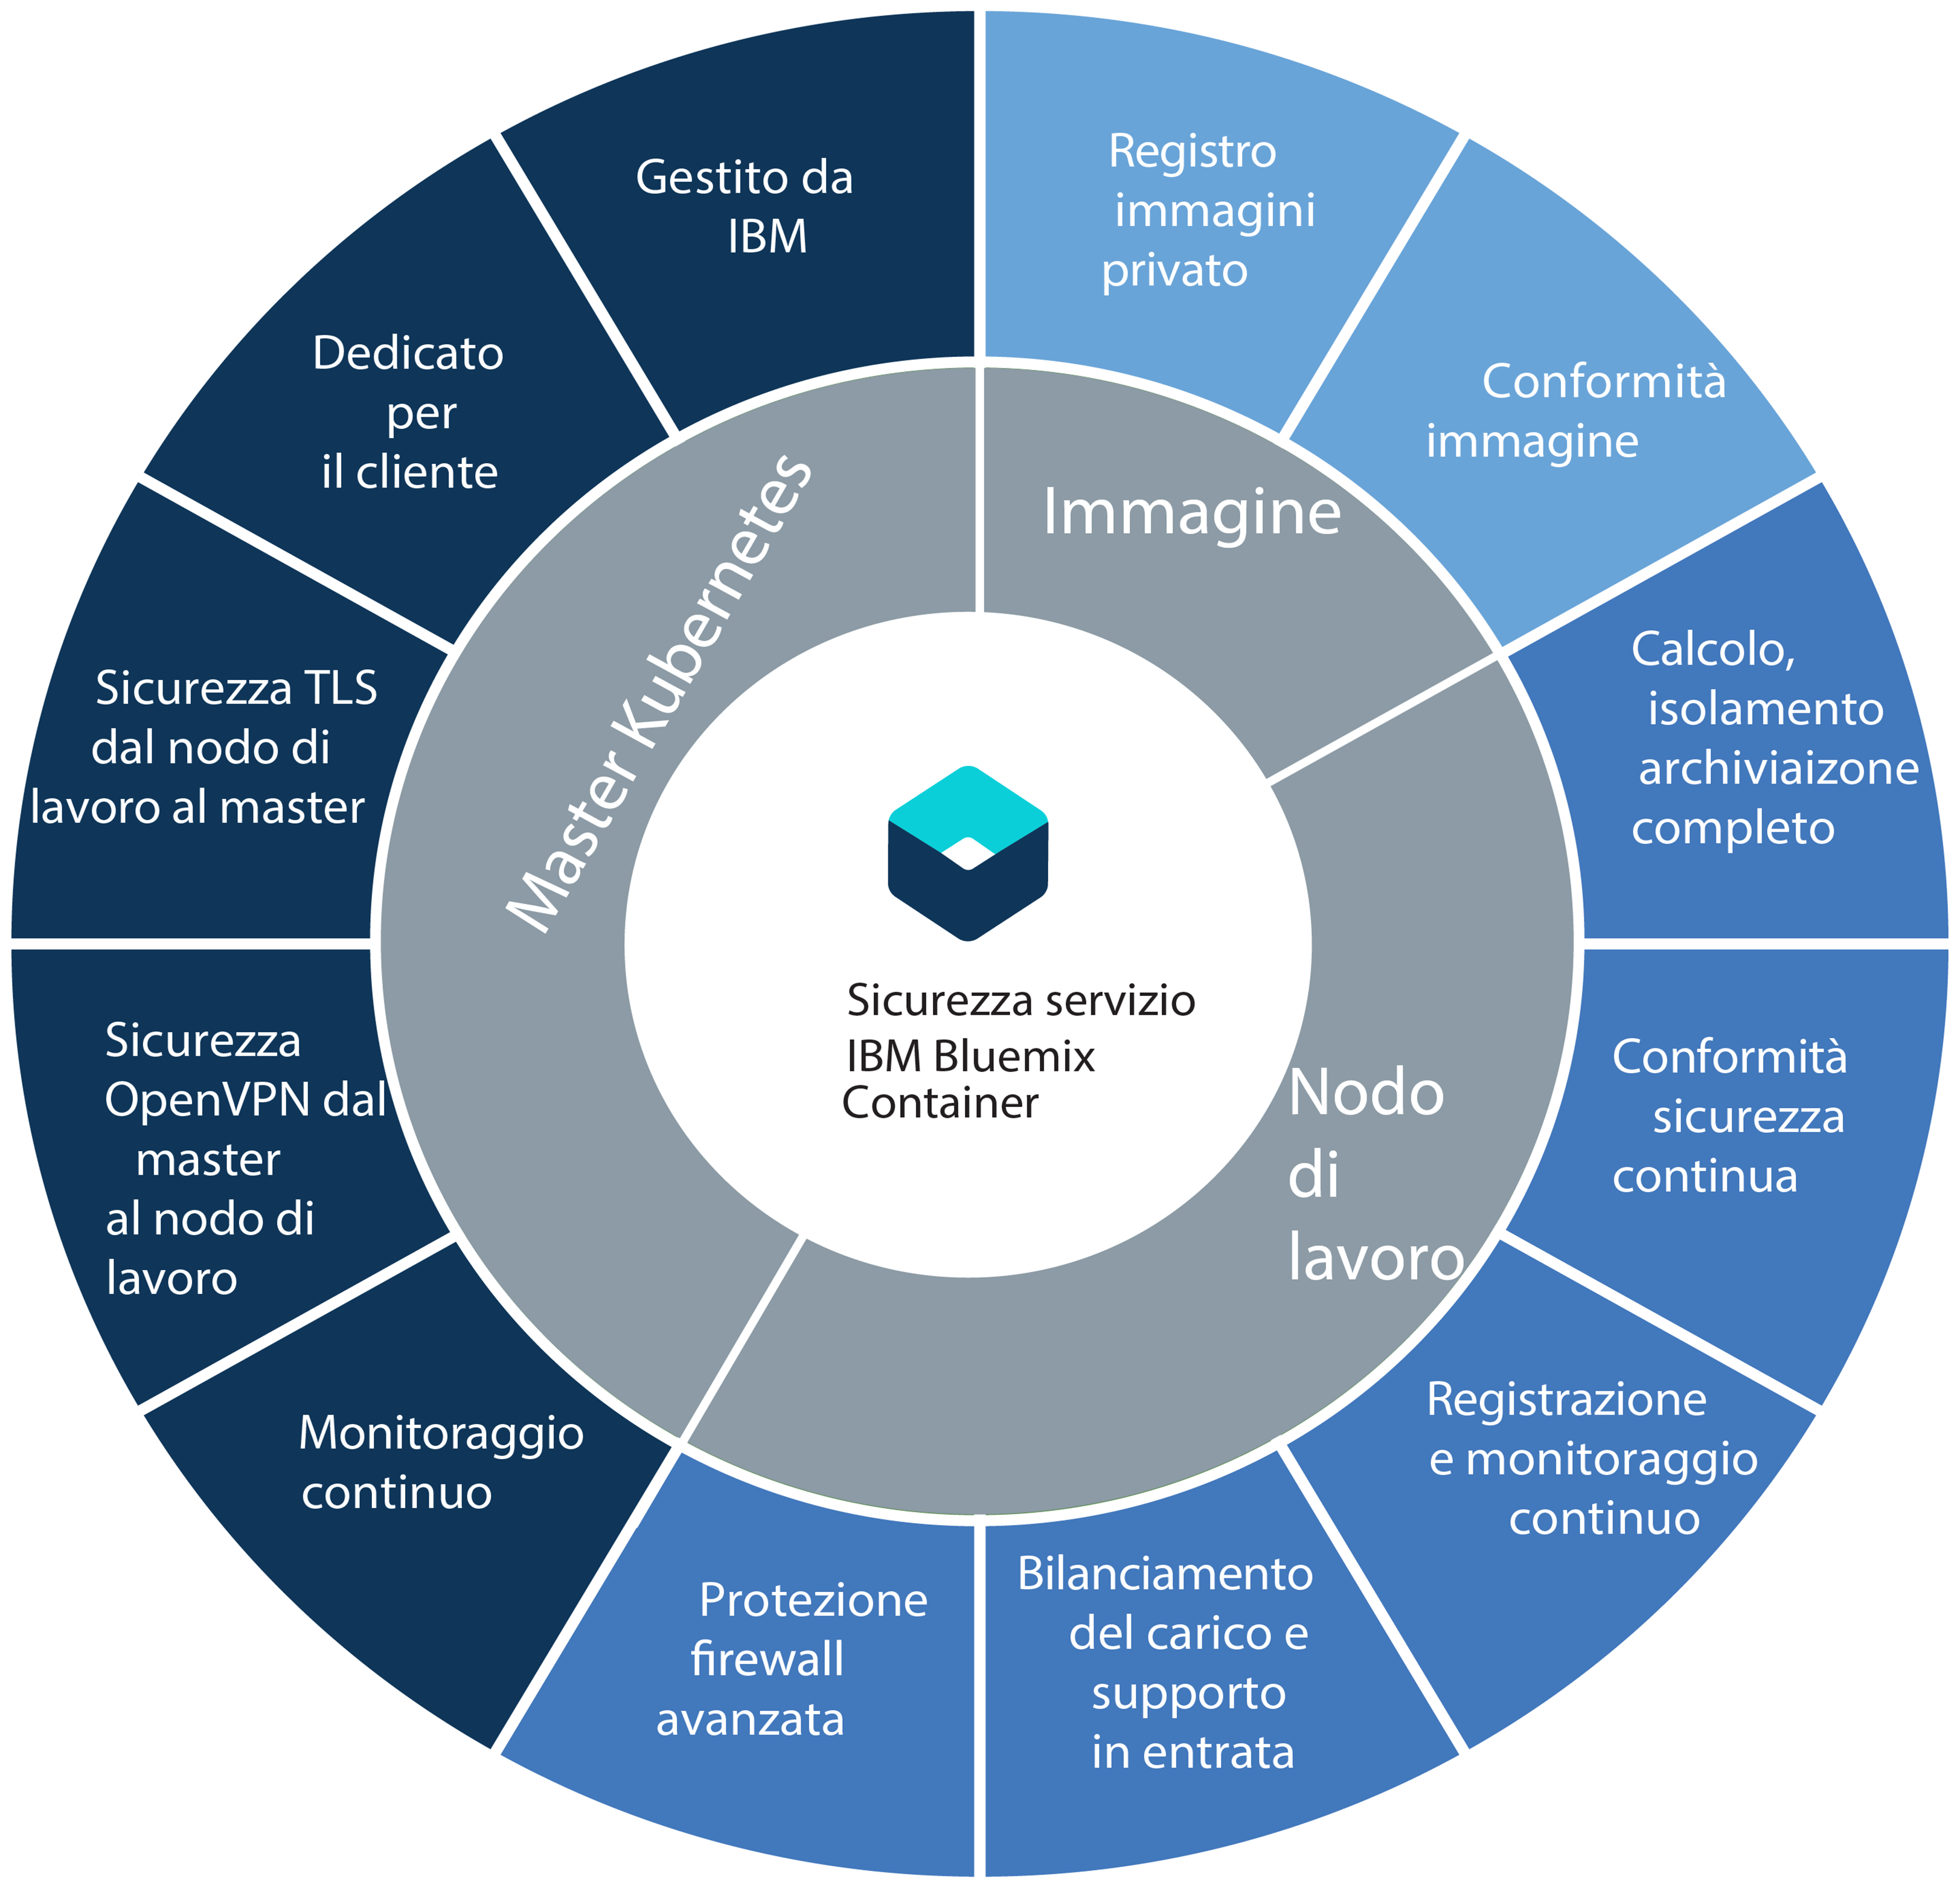 Gestito da
IBM
Registro
immagini
privato
Dedicato
per
il cliente
Conformità
immagine
Immagine
Master Kubernetes
Sicurezza TLS
dal nodo di
lavoro al master
Calcolo,
isolamento
archiviaizone
completo
Sicurezza servizio
IBM Bluemix
Container
Sicurezza
OpenVPN dal
master
al nodo di
lavoro
Nodo
di
lavoro
Conformità
sicurezza
continua
Monitoraggio
continuo
Registrazione
e monitoraggio
continuo
Protezione
firewall
avanzata
Bilanciamento
del carico e
supporto
in entrata